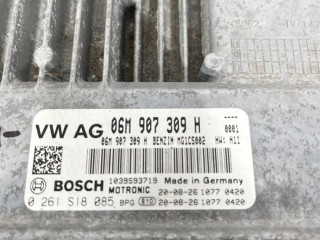 VW AG 06M 907 309 H
----
0001
06M 907 309 H BENZIN MG1CS002 HW: H11
BOSCH 1039S93719 Made in Germany
MOTRONIC 20-08-26 1077 0420
0 261 S18 085 BPG E10 20-08-26 1077 0420